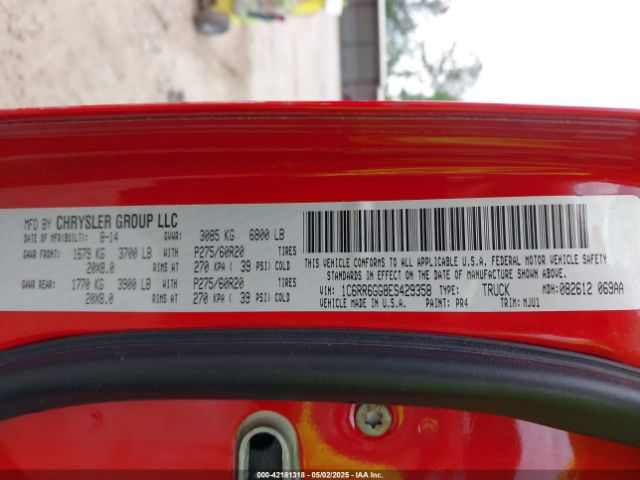 MFD BY CHRYSLER GROUP LLC
DATE OF MFR(BUILT): 8-14 GVWR: 3085 KG 6800 LB
GAWR FRONT: 1679 KG 3700 LB WITH P275/60R20 TIRES
20X8.0 RIMS AT 270 KPA ( 39 PSI) COLD
GAWR REAR: 1770 KG 3900 LB WITH P275/60R20 TIRES
20X8.0 RIMS AT 270 KPA ( 39 PSI) COLD
THIS VEHICLE CONFORMS TO ALL APPLICABLE U.S.A. FEDERAL MOTOR VEHICLE SAFETY
STANDARDS IN EFFECT ON THE DATE OF MANUFACTURE SHOWN ABOVE.
VIN: 1C6RR6GG8ES429358 TYPE: TRUCK MDH: 082612 069AA
VEHICLE MADE IN U.S.A. PAINT: PR4 TRIM: MJU1
000-42181318 - 05/02/2025 - COPYRIGHT IAA, LLC.